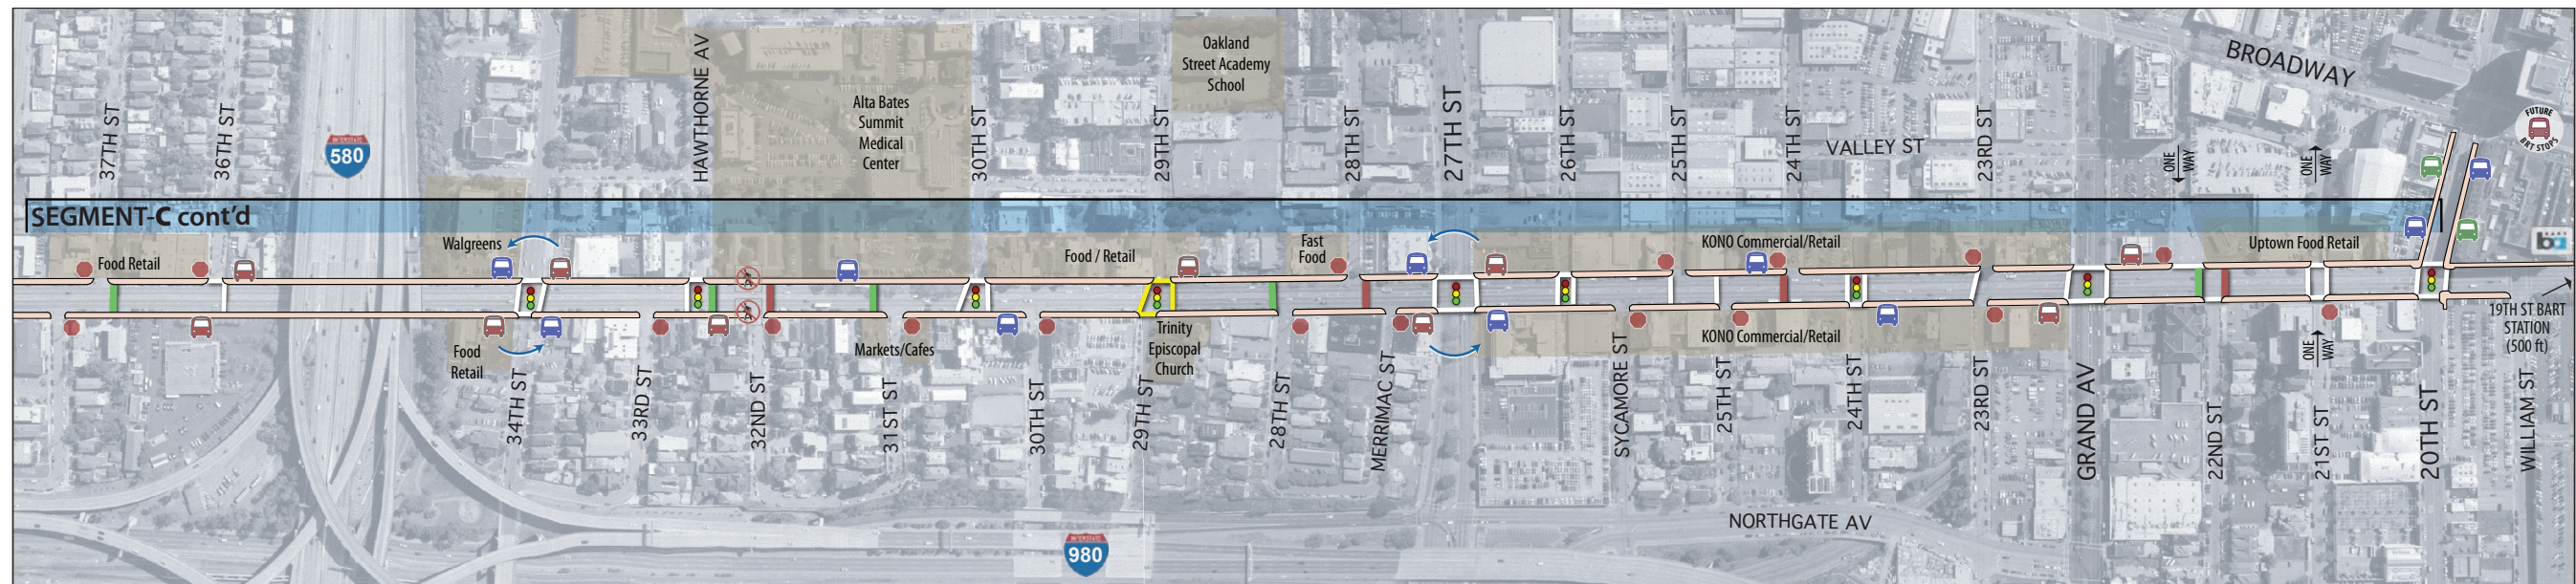 37TH ST
36TH ST
INTERSTATE
580
HAWTHORNE AV
Alta Bates
Summit
Medical
Center
30TH ST
29TH ST
Oakland
Street Academy
School
28TH ST
27TH ST
26TH ST
25TH ST
24TH ST
VALLEY ST
23RD ST
ONE
WAY
ONE
WAY
BROADWAY
FUTURE
BRT STOPS
SEGMENT-C cont'd
Food Retail
Walgreens
Food / Retail
Fast
Food
KONO Commercial/Retail
Uptown Food Retail
Food
Retail
Markets/Cafes
Trinity
Episcopal
Church
KONO Commercial/Retail
ONE
WAY
19TH ST BART
STATION
(500 ft)
34TH ST
33RD ST
32ND ST
31ST ST
30TH ST
29TH ST
28TH ST
MERRIMAC ST
SYCAMORE ST
25TH ST
24TH ST
23RD ST
GRAND AV
22ND ST
21ST ST
20TH ST
WILLIAM ST
INTERSTATE
980
NORTHGATE AV